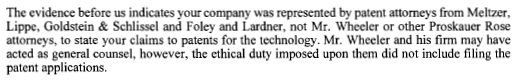 The evidence before us indicates your company was represented by patent attorneys from Meltzer,
Lippe, Goldstein & Schlissel and Foley and Lardner, not Mr. Wheeler or other Proskauer Rose
attorneys, to state your claims to patents for the technology. Mr. Wheeler and his firm may have
acted as general counsel, however, the ethical duty imposed upon them did not include filing the
patent applications.